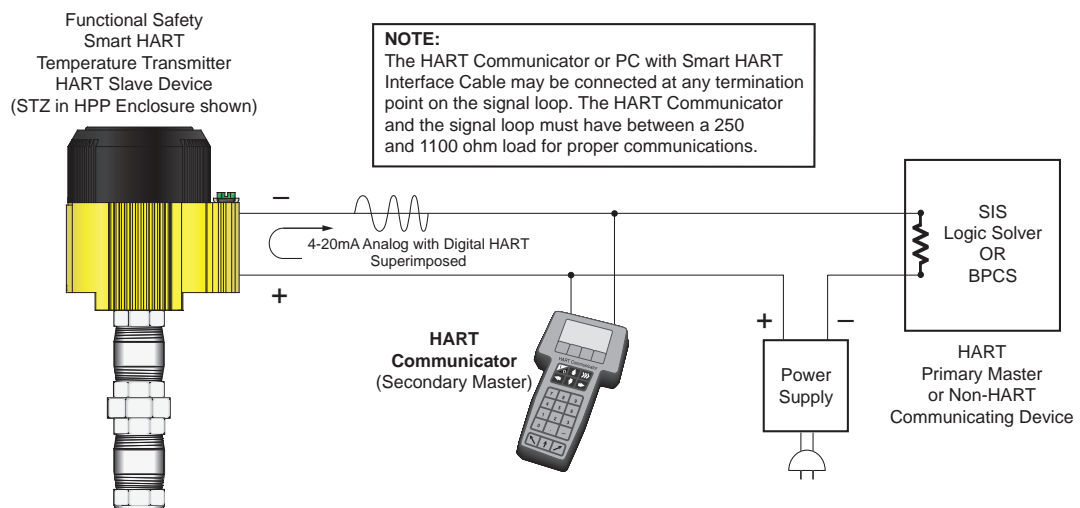 Functional Safety
Smart HART
Temperature Transmitter
HART Slave Device
(STZ in HPP Enclosure shown)
NOTE:
The HART Communicator or PC with Smart HART
Interface Cable may be connected at any termination
point on the signal loop. The HART Communicator
and the signal loop must have between a 250
and 1100 ohm load for proper communications.
−
4-20mA Analog with Digital HART
Superimposed
+
SIS
Logic Solver
OR
BPCS
HART
Communicator
(Secondary Master)
HART Communicator
+
−
Power
Supply
HART
Primary Master
or Non-HART
Communicating Device